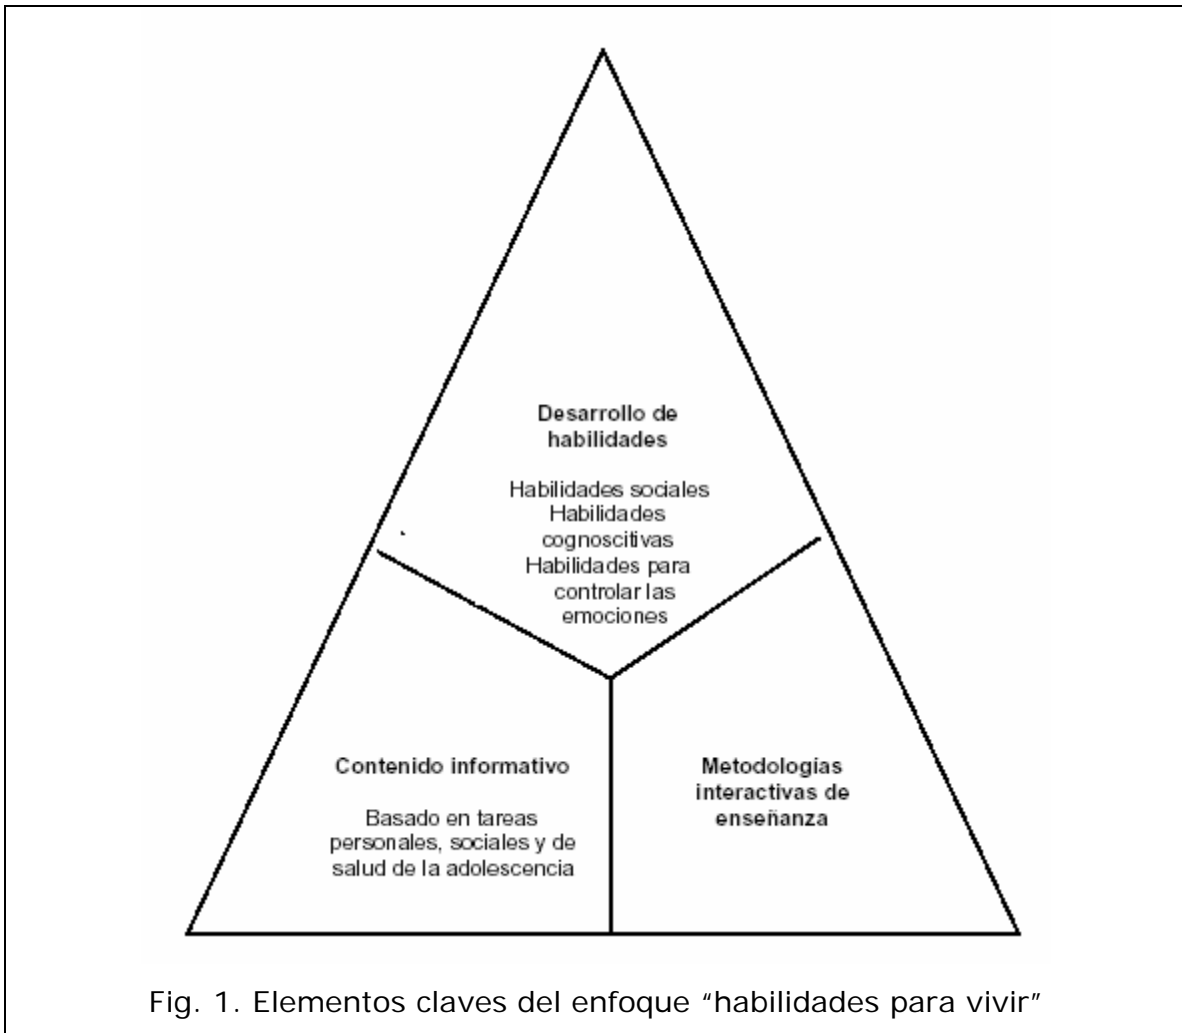 Desarrollo de
habilidades
Habilidades sociales
Habilidades
cognoscitivas
Habilidades para
controlar las
emociones
Contenido informativo
Basado en tareas
personales, sociales y de
salud de la adolescencia
Metodologías
interactivas de
enseñanza
Fig. 1. Elementos claves del enfoque “habilidades para vivir”